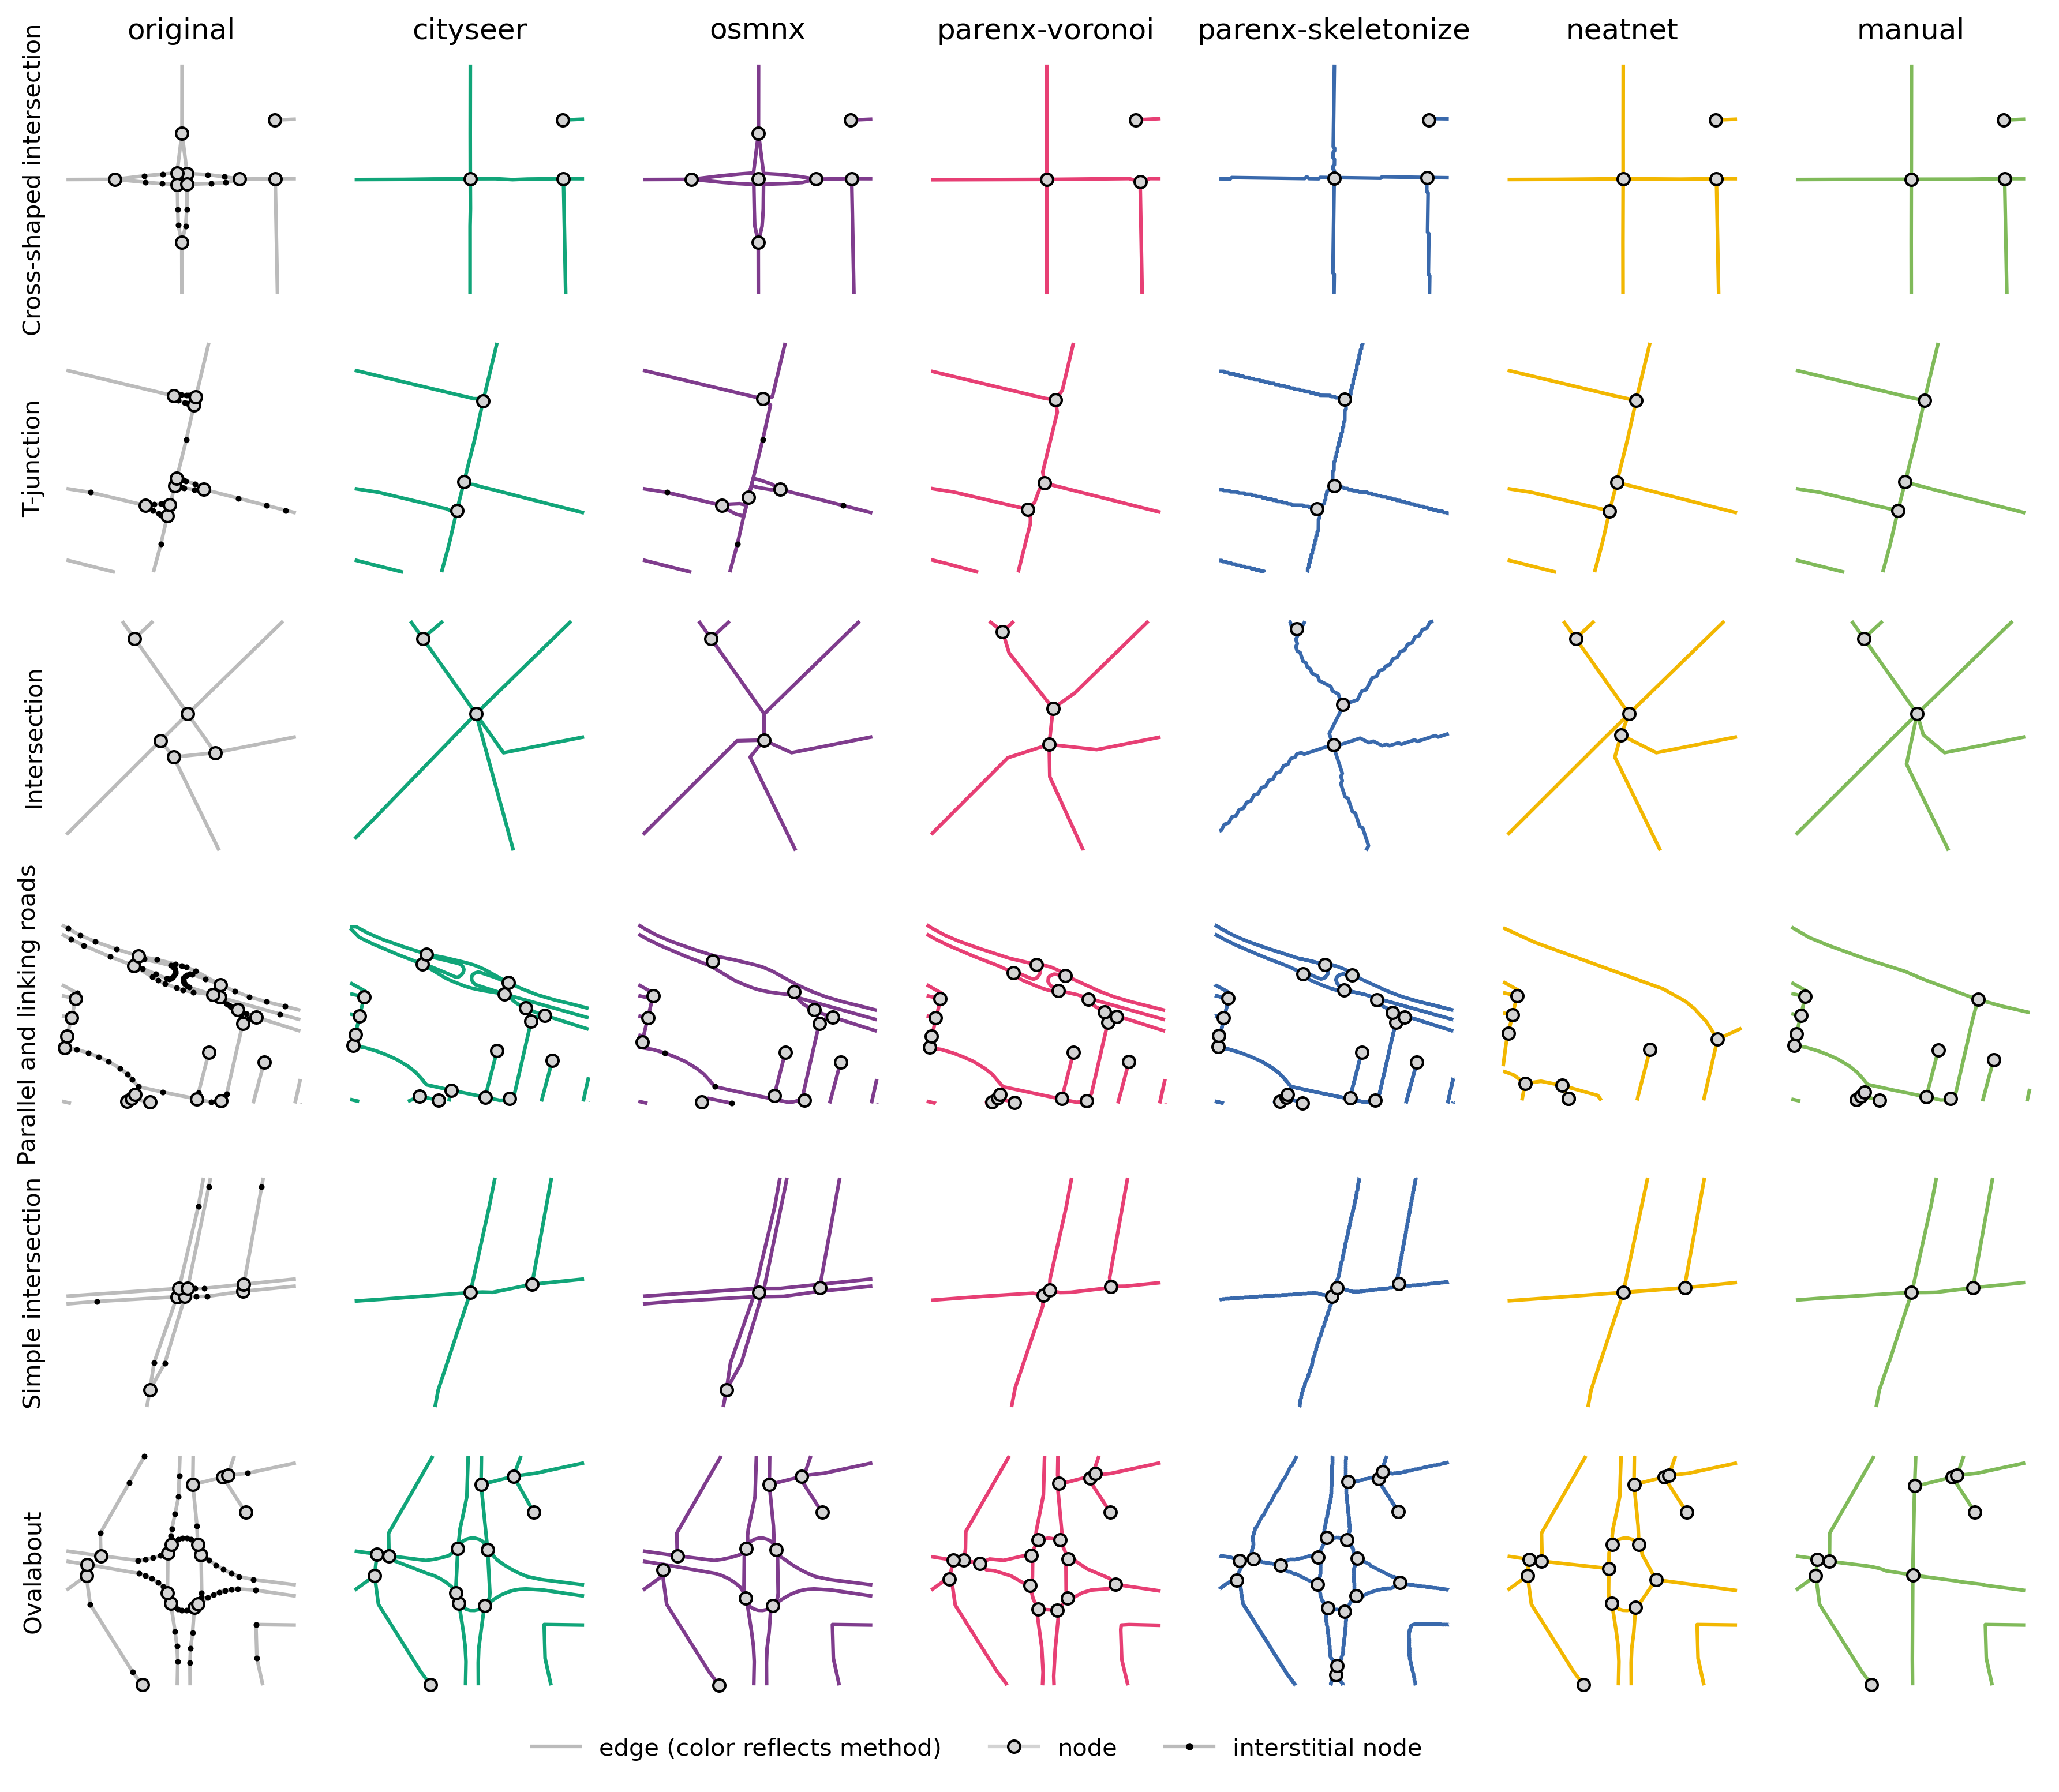 original
cityseer
osmnx
parenx-voronoi
parenx-skeletonize
neatnet
manual
Cross-shaped intersection
T-junction
Intersection
Parallel and linking roads
Simple intersection
Ovalabout
edge (color reflects method)
node
interstitial node